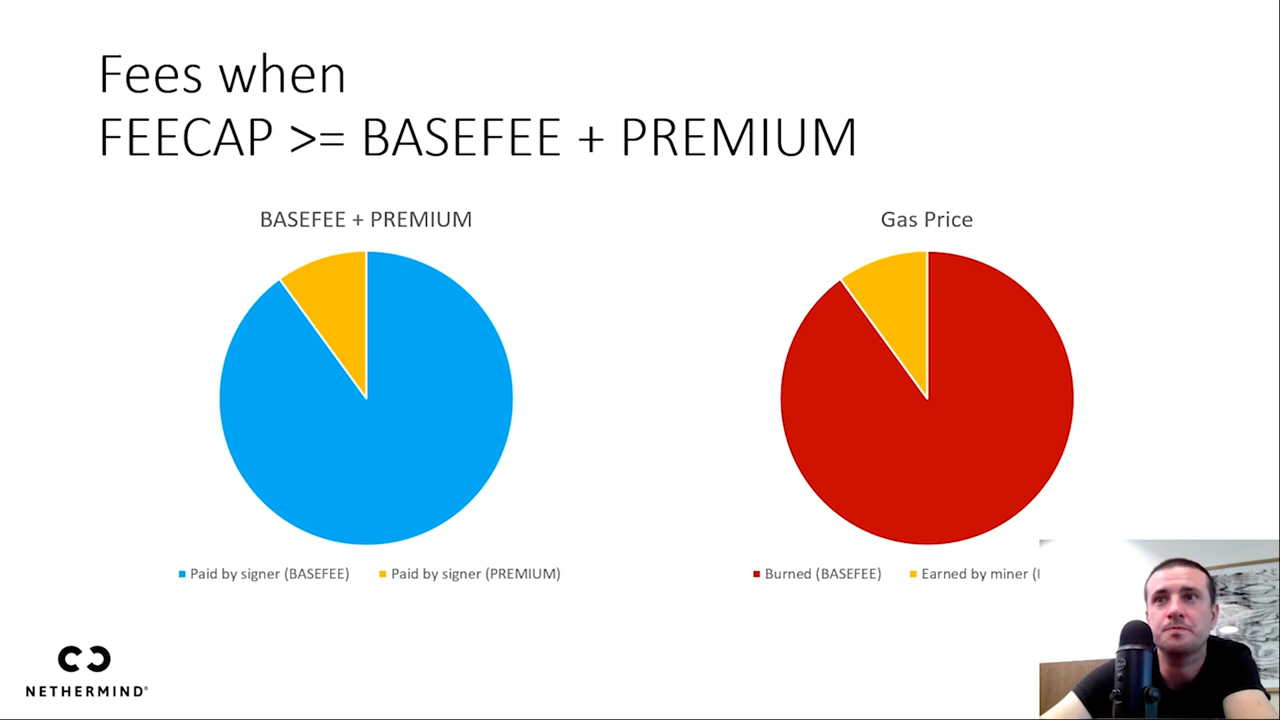 Fees when
FEECAP >= BASEFEE + PREMIUM
BASEFEE + PREMIUM
Gas Price
Paid by signer (BASEFEE)
Paid by signer (PREMIUM)
Burned (BASEFEE)
Earned by miner (
NETHERMIND®